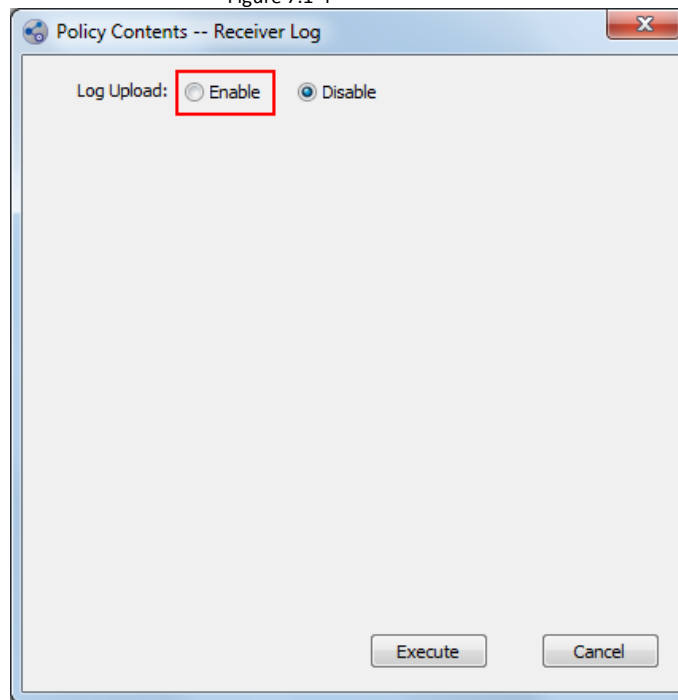 Policy Contents -- Receiver Log
Log Upload: Enable Disable
Execute Cancel